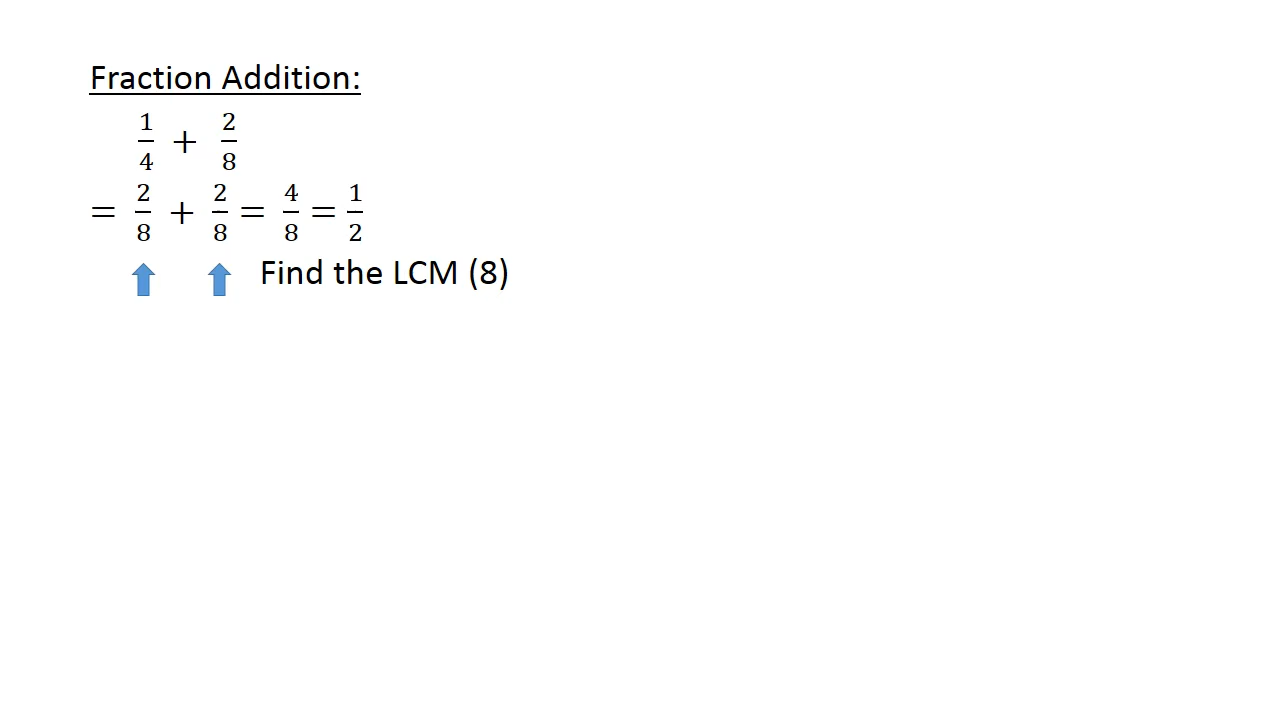 Fraction Addition:
1/4 + 2/8
= 2/8 + 2/8 = 4/8 = 1/2
Find the LCM (8)